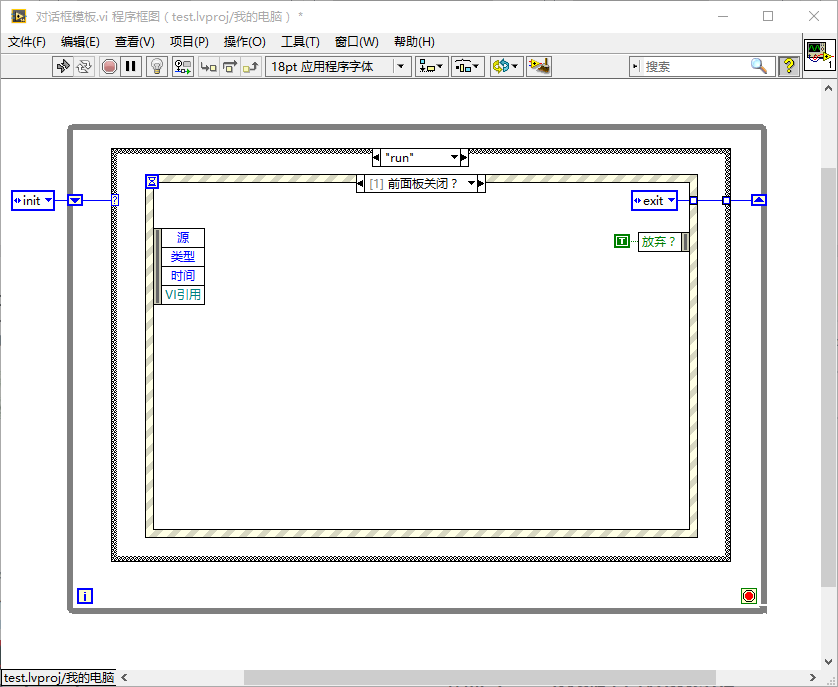 对话框模板.vi 程序框图（test.lvproj/我的电脑） *
文件(F) 编辑(E) 查看(V) 项目(P) 操作(O) 工具(T) 窗口(W) 帮助(H)
18pt 应用程序字体
搜索
?
1
"run"
[1] 前面板关闭？
init
?
exit
T
放弃？
源
类型
时间
VI引用
i
test.lvproj/我的电脑